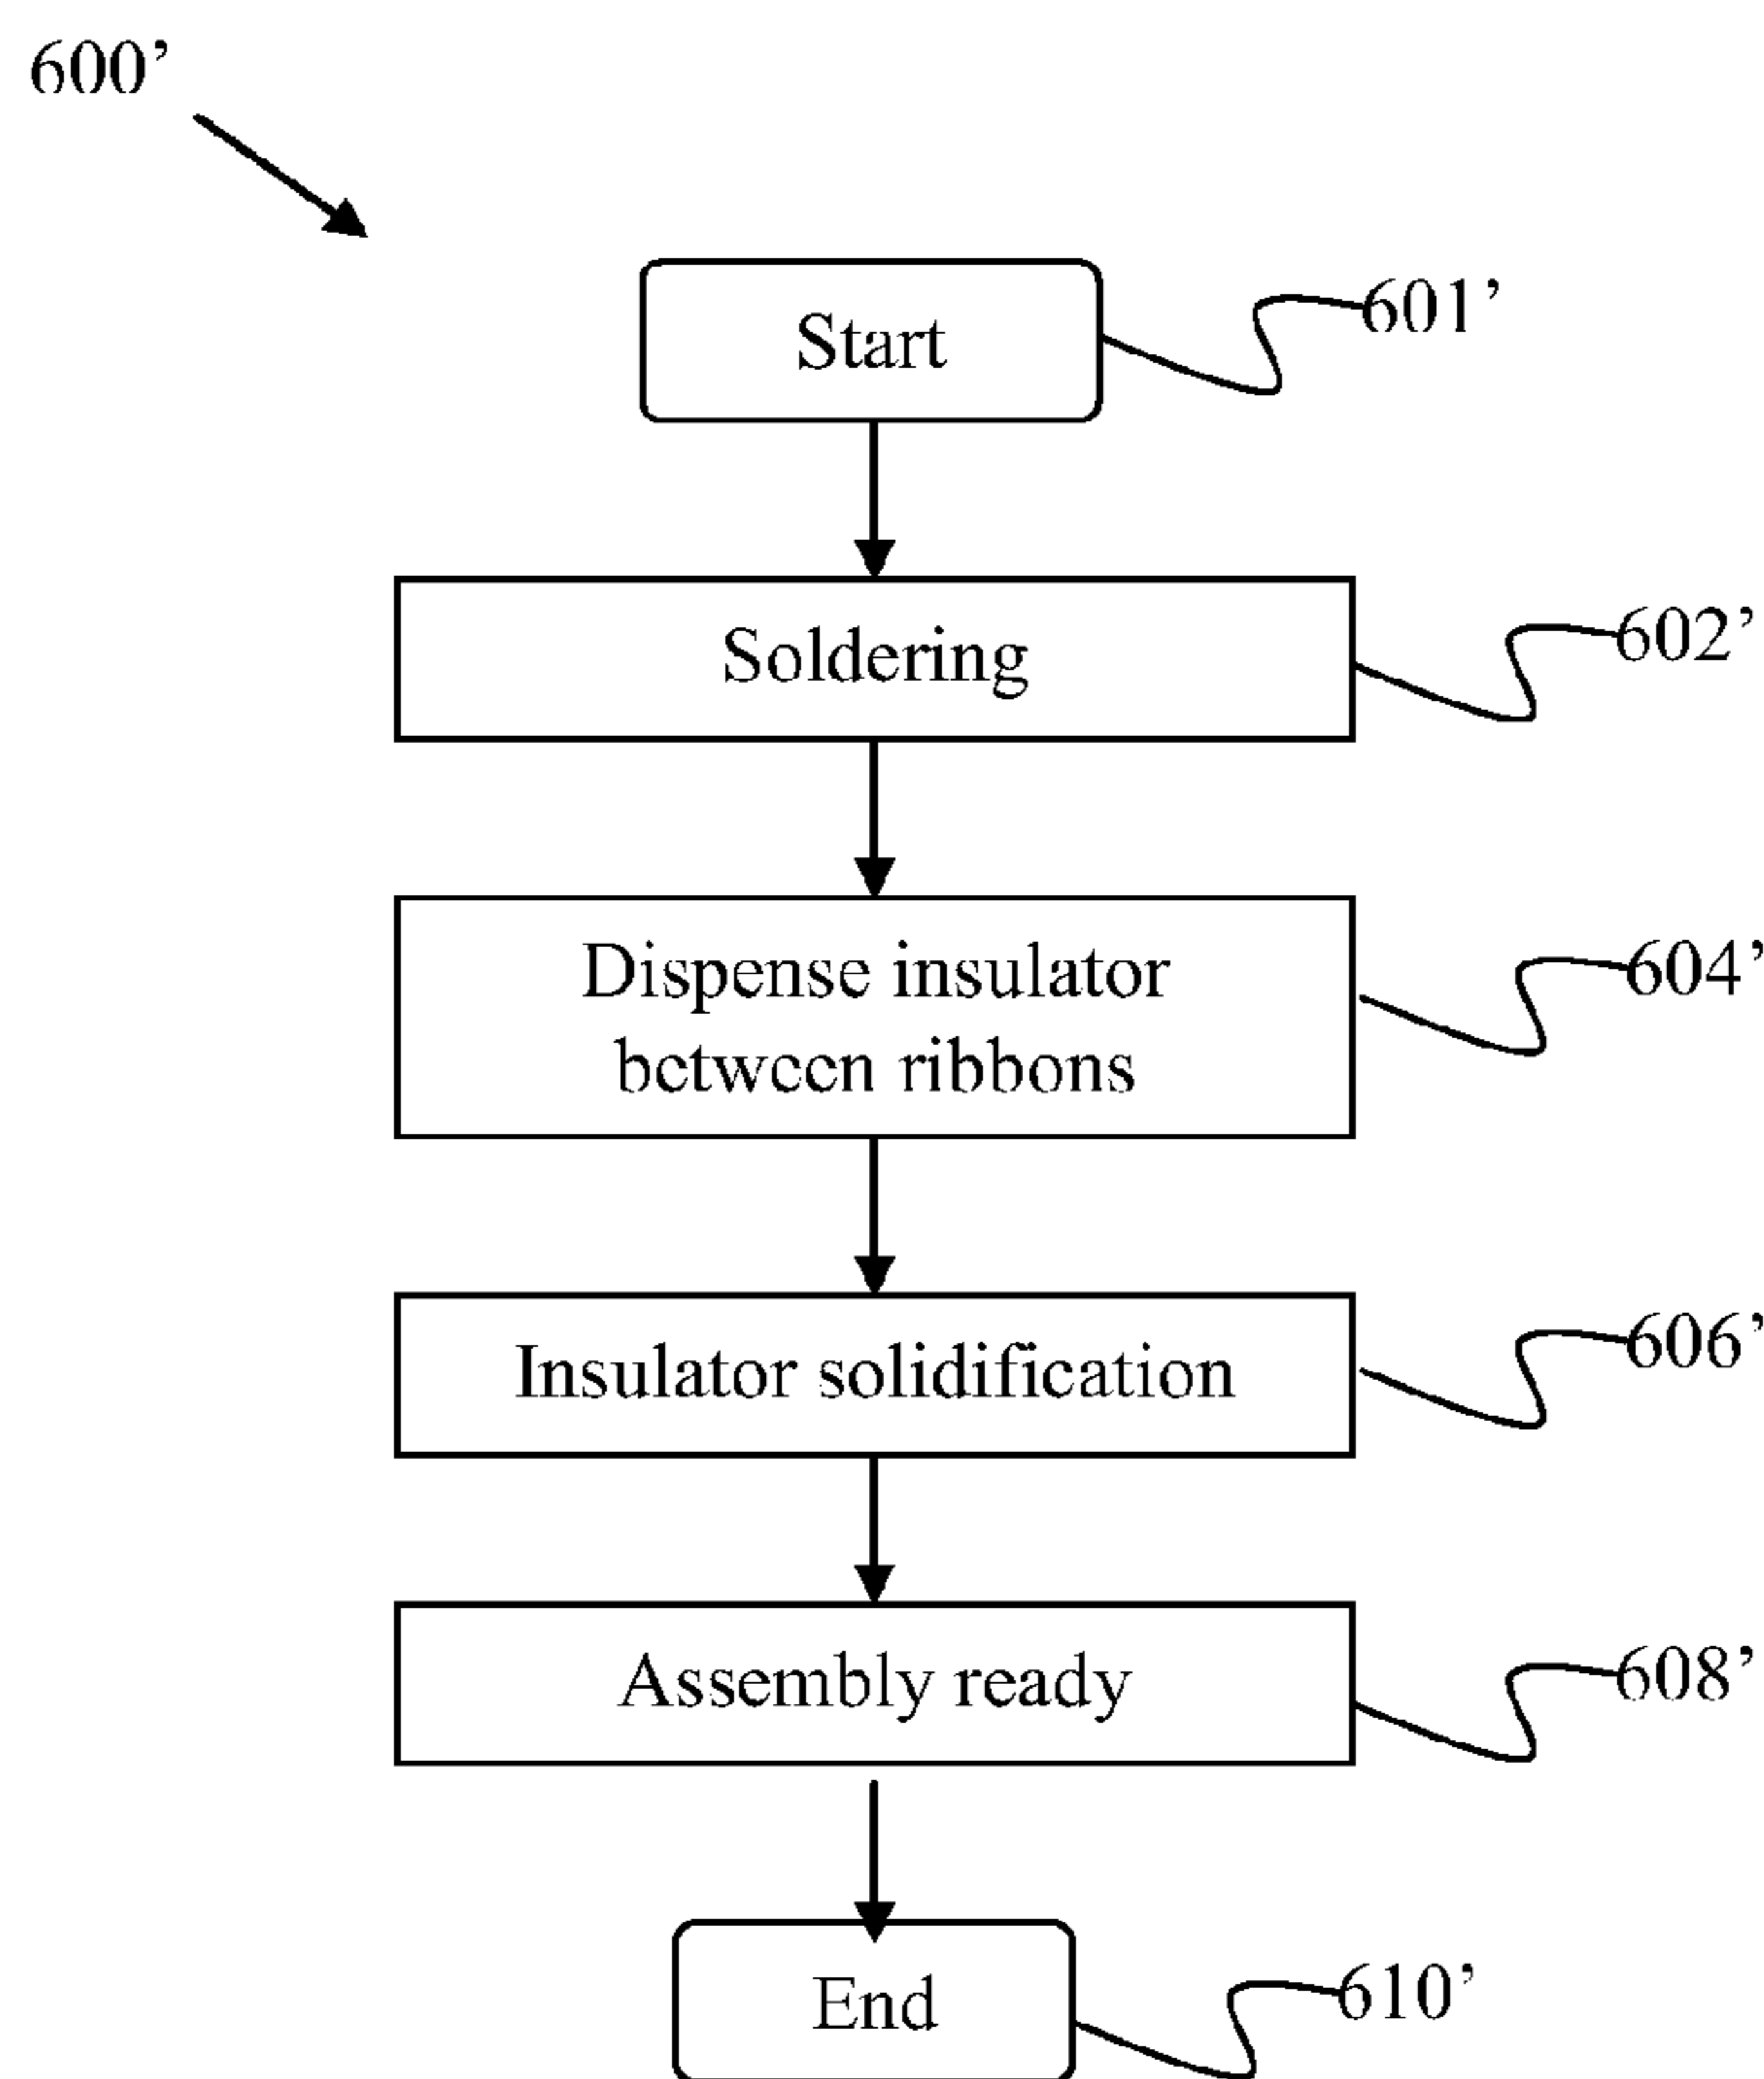 600’
Start
601’
Soldering
602’
Dispense insulator
between ribbons
604’
Insulator solidification
606’
Assembly ready
608’
End
610’